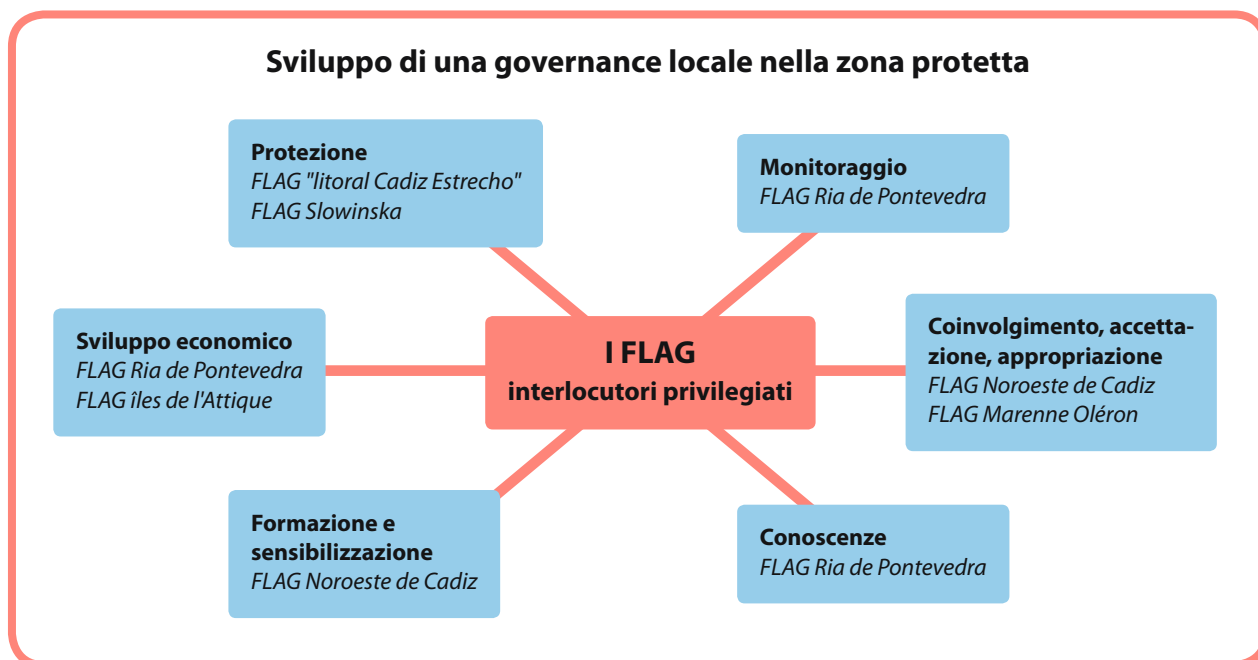 Sviluppo di una governance locale nella zona protetta
Protezione
FLAG "litoral Cadiz Estrecho"
FLAG Slowinska
Monitoraggio
FLAG Ria de Pontevedra
Sviluppo economico
FLAG Ria de Pontevedra
FLAG îles de l'Attique
I FLAG
interlocutori privilegiati
Coinvolgimento, accetta-
zione, appropriazione
FLAG Noroeste de Cadiz
FLAG Marenne Oléron
Formazione e
sensibilizzazione
FLAG Noroeste de Cadiz
Conoscenze
FLAG Ria de Pontevedra